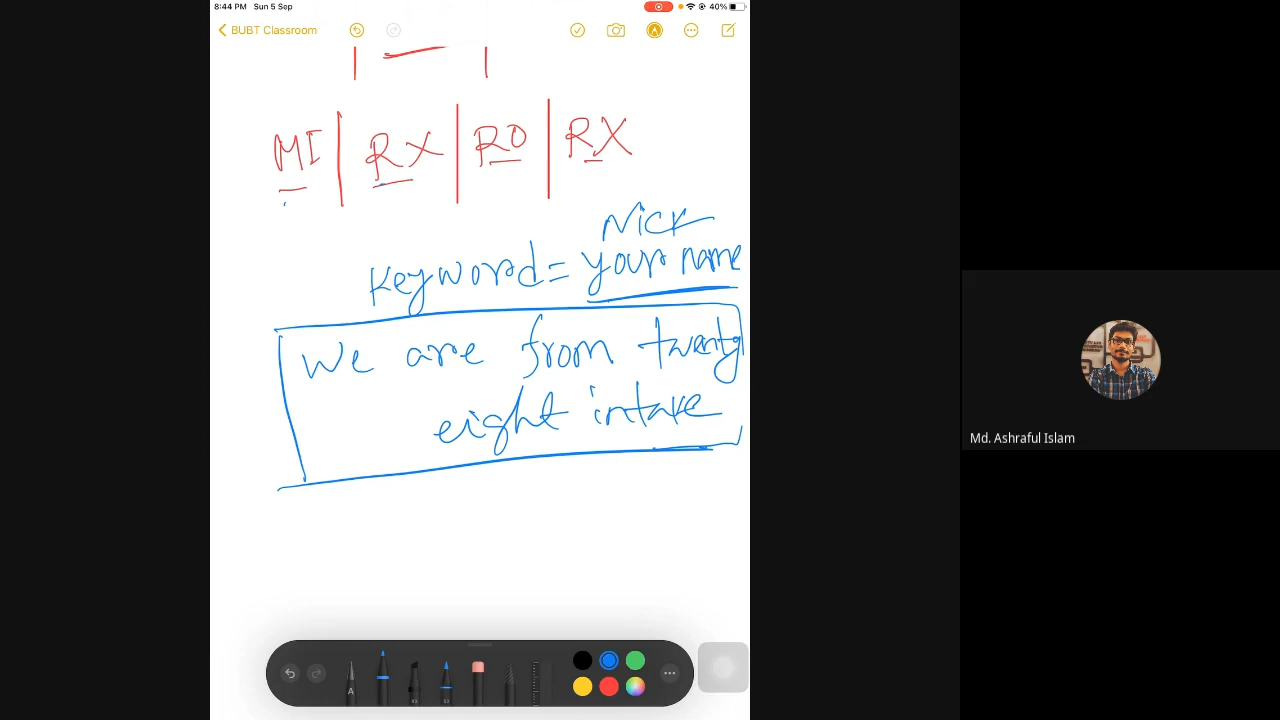 8:44 PM Sun 5 Sep
40%
BUBT Classroom
MI | RX | RO | RX
Nick
Keyword = your name
We are from twenty
eight intake
Md. Ashraful Islam
A